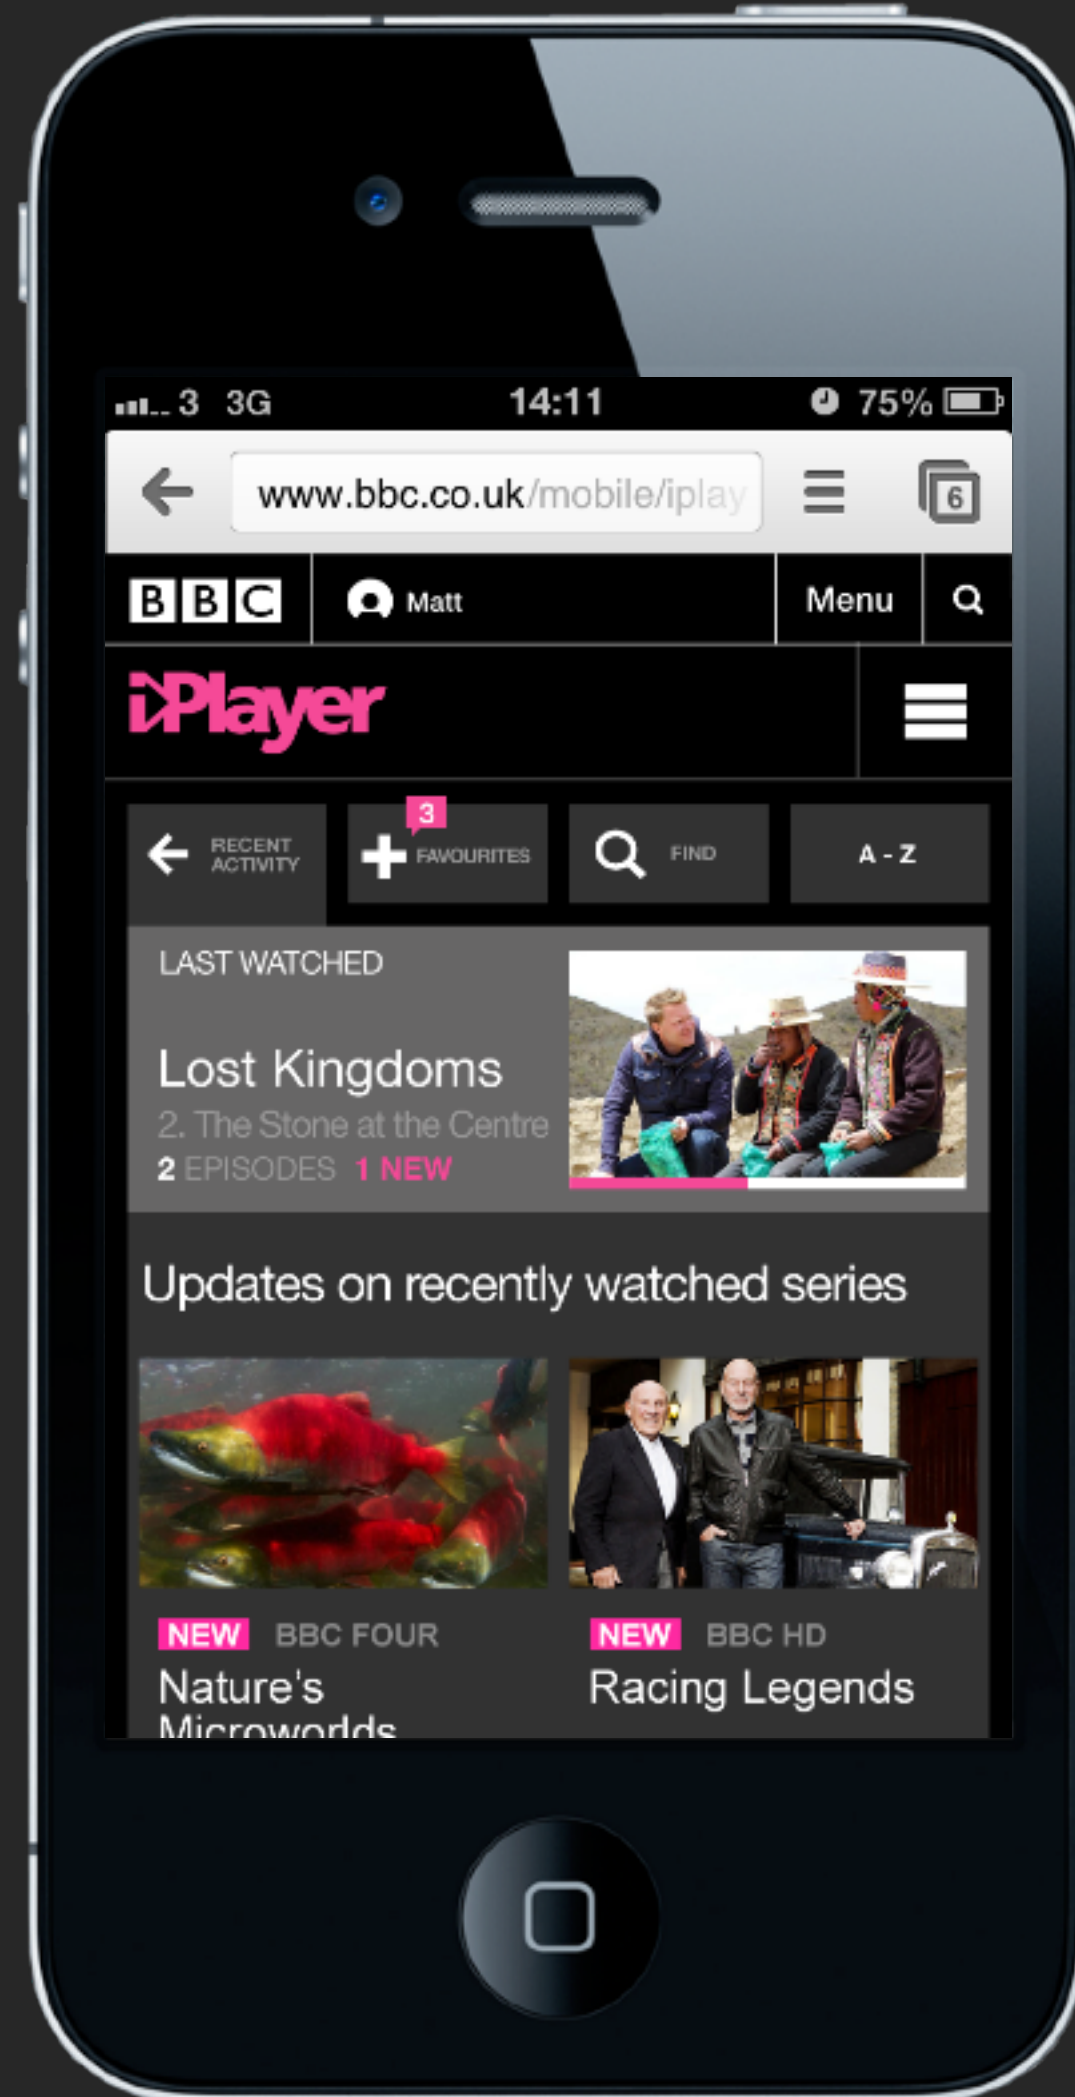 3 3G 14:11 75%
www.bbc.co.uk/mobile/iplay
6
BBC Matt Menu
iPlayer
3
RECENT ACTIVITY FAVOURITES FIND A - Z
LAST WATCHED
Lost Kingdoms
2. The Stone at the Centre
2 EPISODES 1 NEW
Updates on recently watched series
NEW BBC FOUR
Nature's
Microworlds
NEW BBC HD
Racing Legends